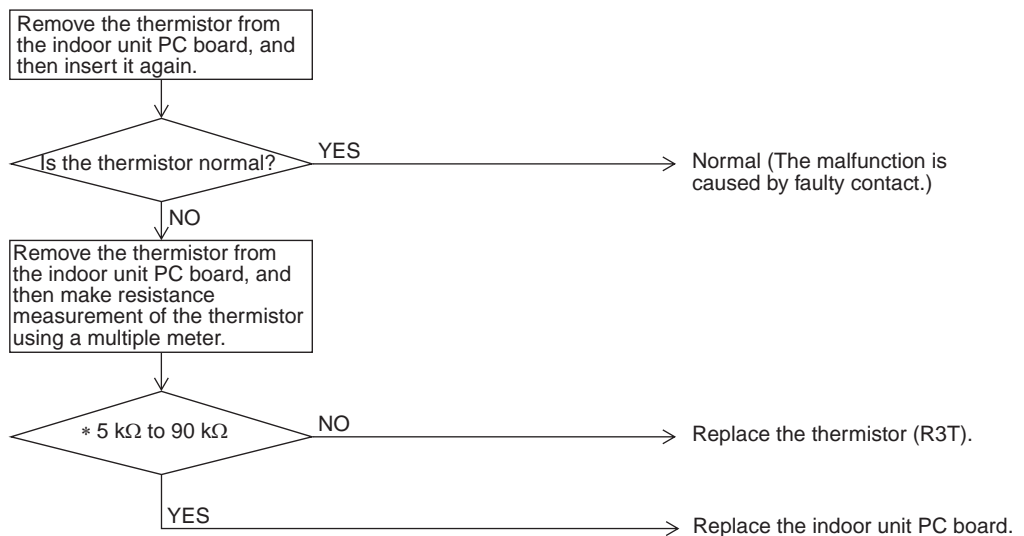 Remove the thermistor from
the indoor unit PC board, and
then insert it again.
Is the thermistor normal?
YES
Normal (The malfunction is
caused by faulty contact.)
NO
Remove the thermistor from
the indoor unit PC board, and
then make resistance
measurement of the thermistor
using a multiple meter.
* 5 kΩ to 90 kΩ
NO
Replace the thermistor (R3T).
YES
Replace the indoor unit PC board.